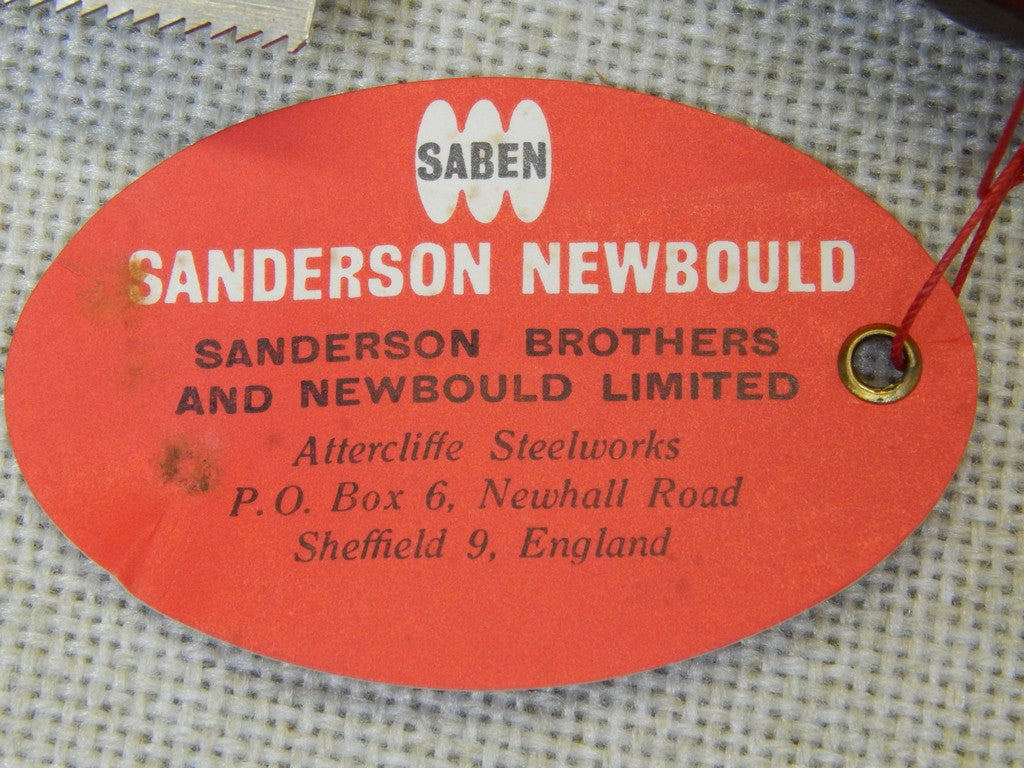 SABEN
SANDERSON NEWBOULD
SANDERSON BROTHERS
AND NEWBOULD LIMITED
Attercliffe Steelworks
P.O. Box 6, Newhall Road
Sheffield 9, England